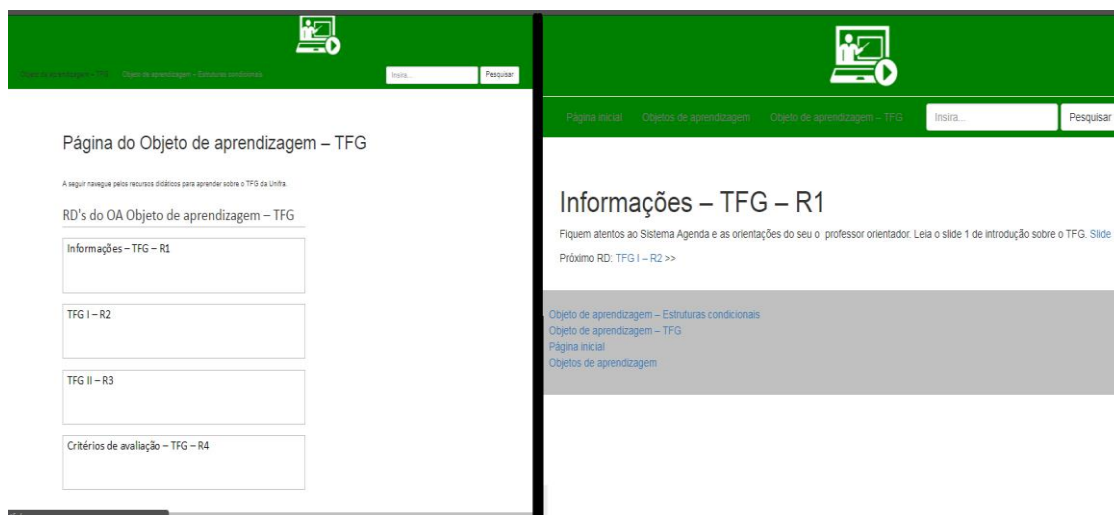 Objeto de aprendizagem – TFG Objeto de aprendizagem – Estruturas condicionais Insira... Pesquisar
Página do Objeto de aprendizagem – TFG
A seguir navegue pelos recursos didáticos para aprender sobre o TFG da Unifra.
RD's do OA Objeto de aprendizagem – TFG
Informações – TFG – R1
TFG I – R2
TFG II – R3
Critérios de avaliação – TFG – R4
Página inicial Objetos de aprendizagem Objeto de aprendizagem – TFG Insira... Pesquisar
Informações – TFG – R1
Fiquem atentos ao Sistema Agenda e as orientações do seu o professor orientador. Leia o slide 1 de introdução sobre o TFG. Slide
Próximo RD: TFG I – R2 >>
Objeto de aprendizagem – Estruturas condicionais
Objeto de aprendizagem – TFG
Página inicial
Objetos de aprendizagem